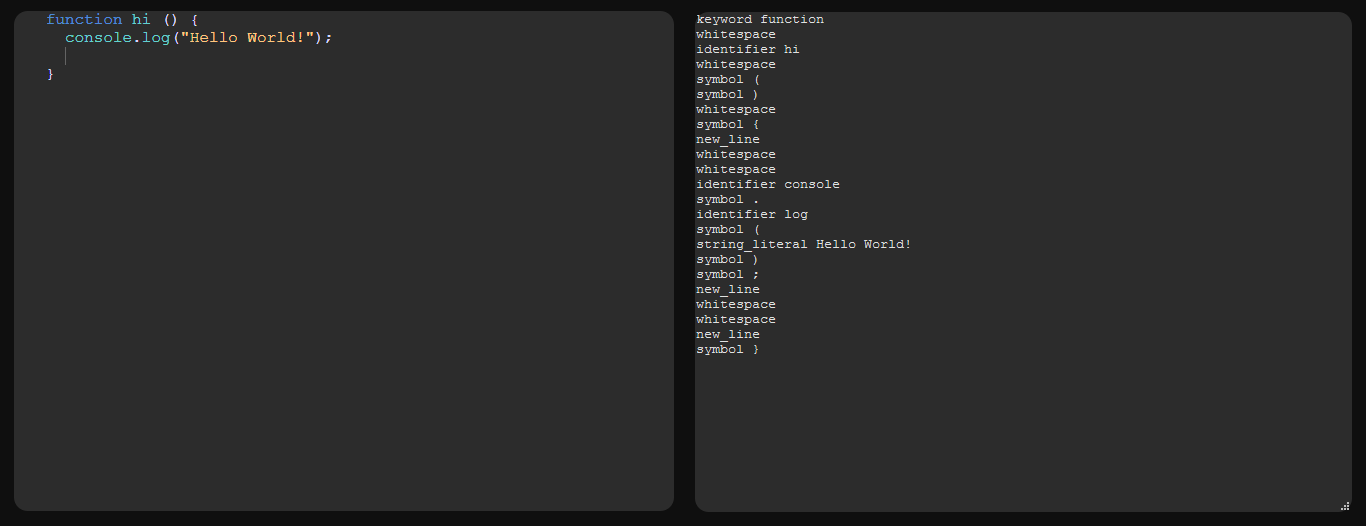 function hi () {
console.log("Hello World!");
}
keyword function
whitespace
identifier hi
whitespace
symbol (
symbol )
whitespace
symbol {
new_line
whitespace
whitespace
identifier console
symbol .
identifier log
symbol (
string_literal Hello World!
symbol )
symbol ;
new_line
whitespace
whitespace
new_line
symbol }